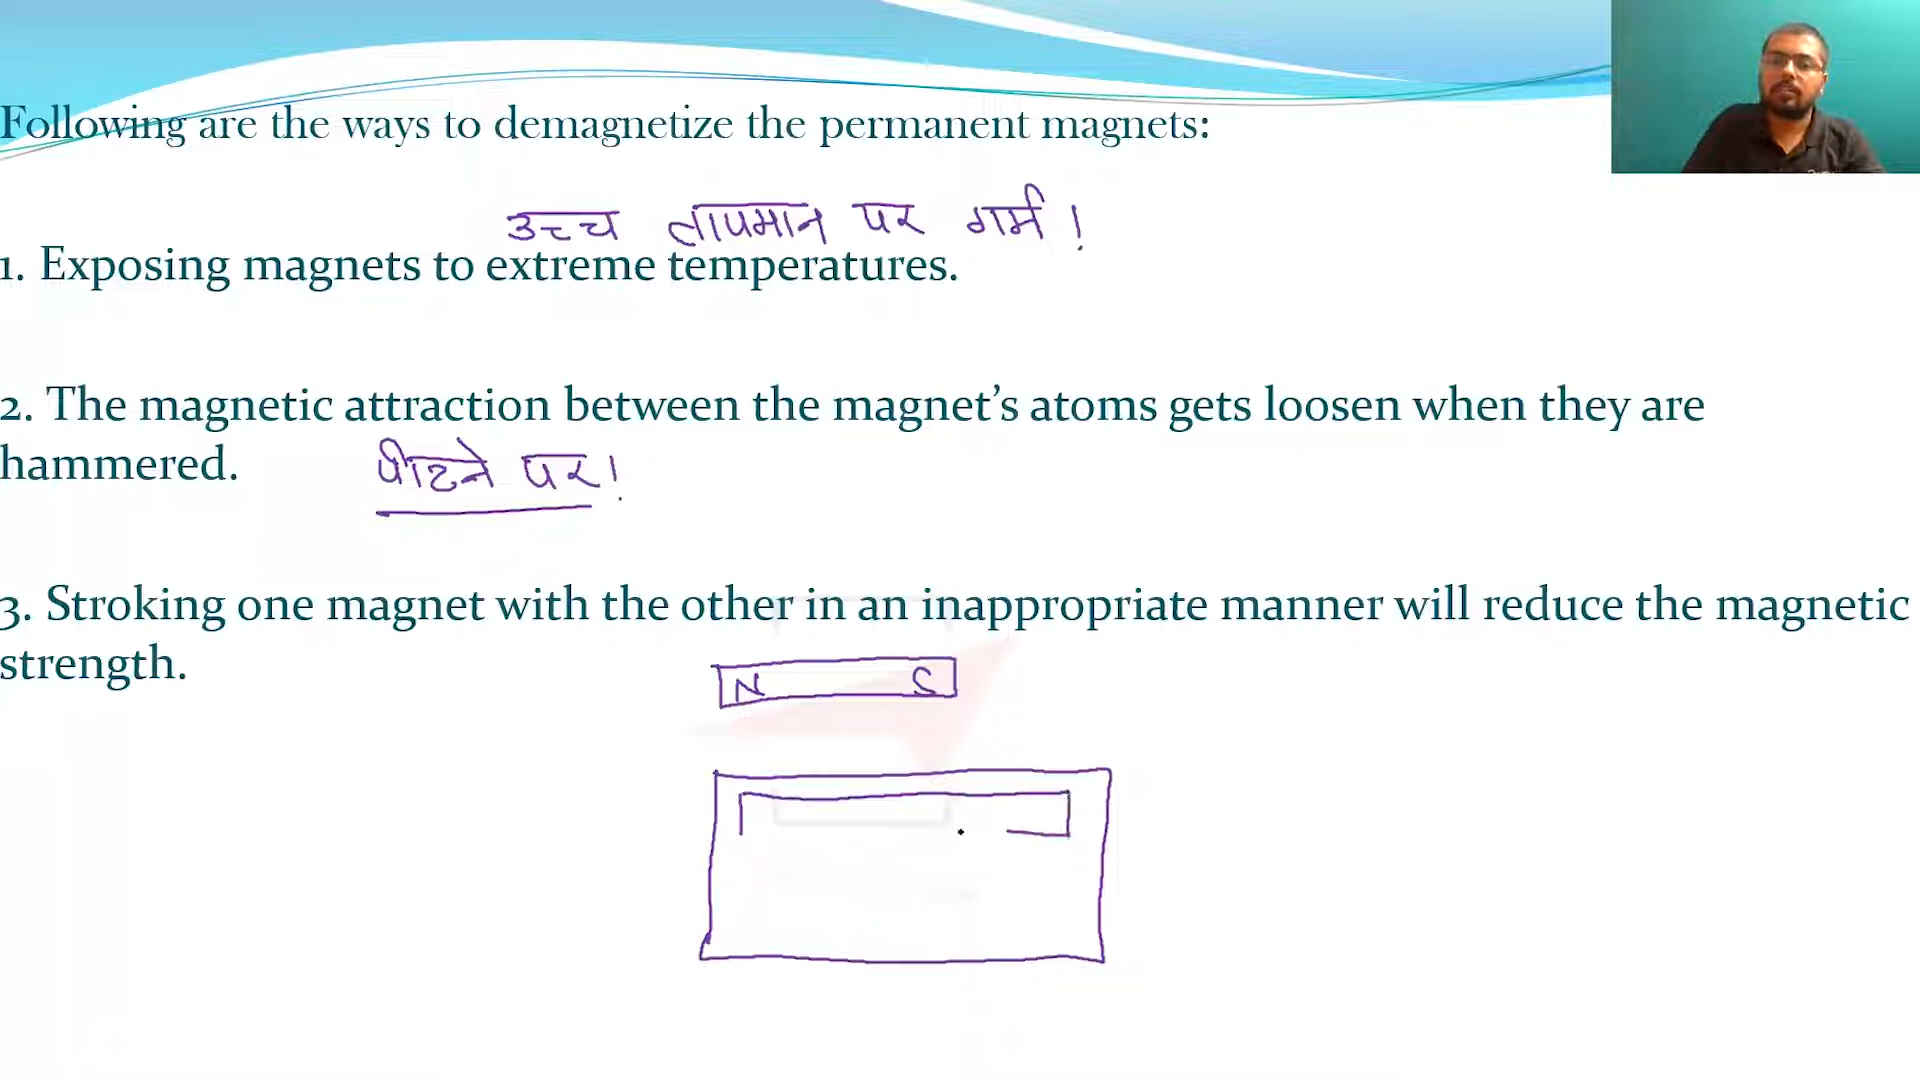 Following are the ways to demagnetize the permanent magnets:
उच्च तापमान पर गर्म !
1. Exposing magnets to extreme temperatures.
2. The magnetic attraction between the magnet’s atoms gets loosen when they are
hammered. पीटने पर !
3. Stroking one magnet with the other in an inappropriate manner will reduce the magnetic
strength.
N S